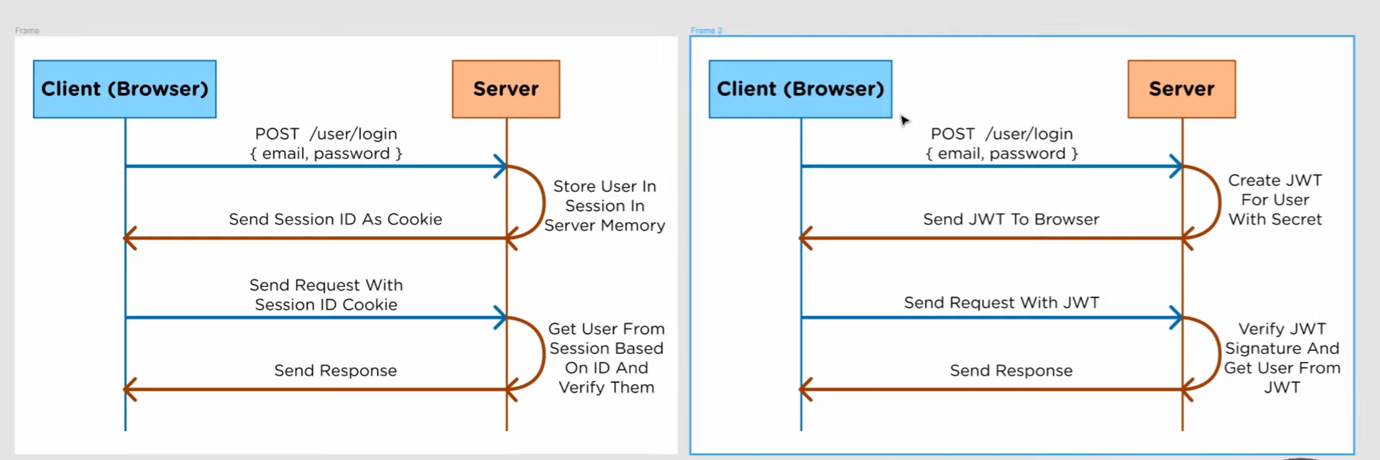 Frame
Client (Browser)
Server
POST /user/login
{ email, password }
Store User In
Session In
Server Memory
Send Session ID As Cookie
Send Request With
Session ID Cookie
Get User From
Session Based
On ID And
Verify Them
Send Response
Frame 2
Client (Browser)
Server
POST /user/login
{ email, password }
Create JWT
For User
With Secret
Send JWT To Browser
Send Request With JWT
Verify JWT
Signature And
Get User From
JWT
Send Response